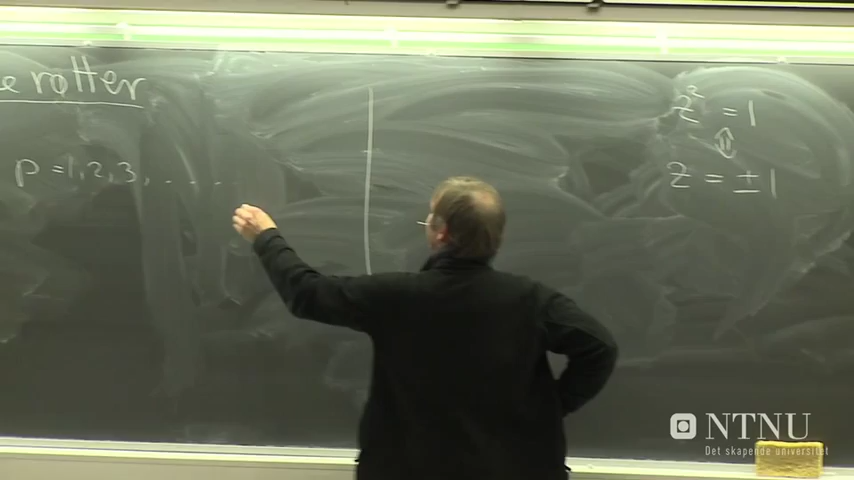 e røtter
p = 1, 2, 3, . . . .
z² = 1
⇕
z = ± 1
NTNU
Det skapende universitet